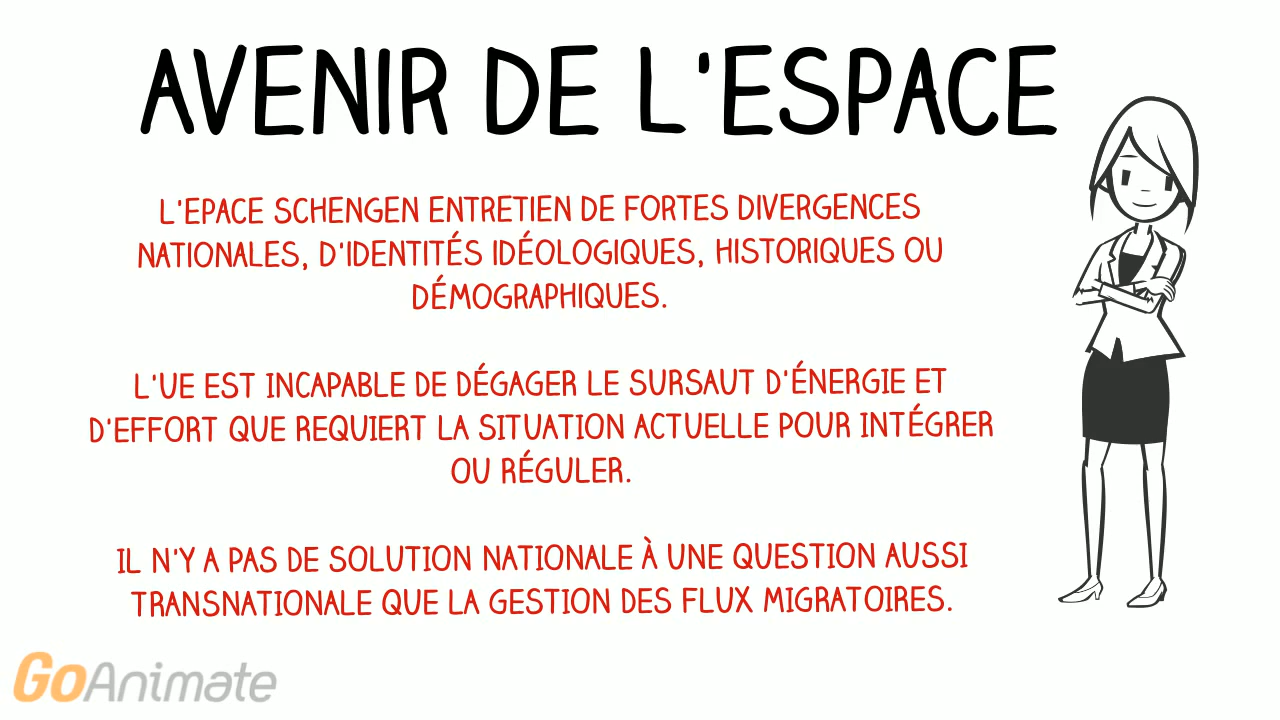 AVENIR DE L'ESPACE
L'EPACE SCHENGEN ENTRETIEN DE FORTES DIVERGENCES
NATIONALES, D'IDENTITÉS IDÉOLOGIQUES, HISTORIQUES OU
DÉMOGRAPHIQUES.
L'UE EST INCAPABLE DE DÉGAGER LE SURSAUT D'ÉNERGIE ET
D'EFFORT QUE REQUIERT LA SITUATION ACTUELLE POUR INTÉGRER
OU RÉGULER.
IL N'Y A PAS DE SOLUTION NATIONALE À UNE QUESTION AUSSI
TRANSNATIONALE QUE LA GESTION DES FLUX MIGRATOIRES.
GoAnimate